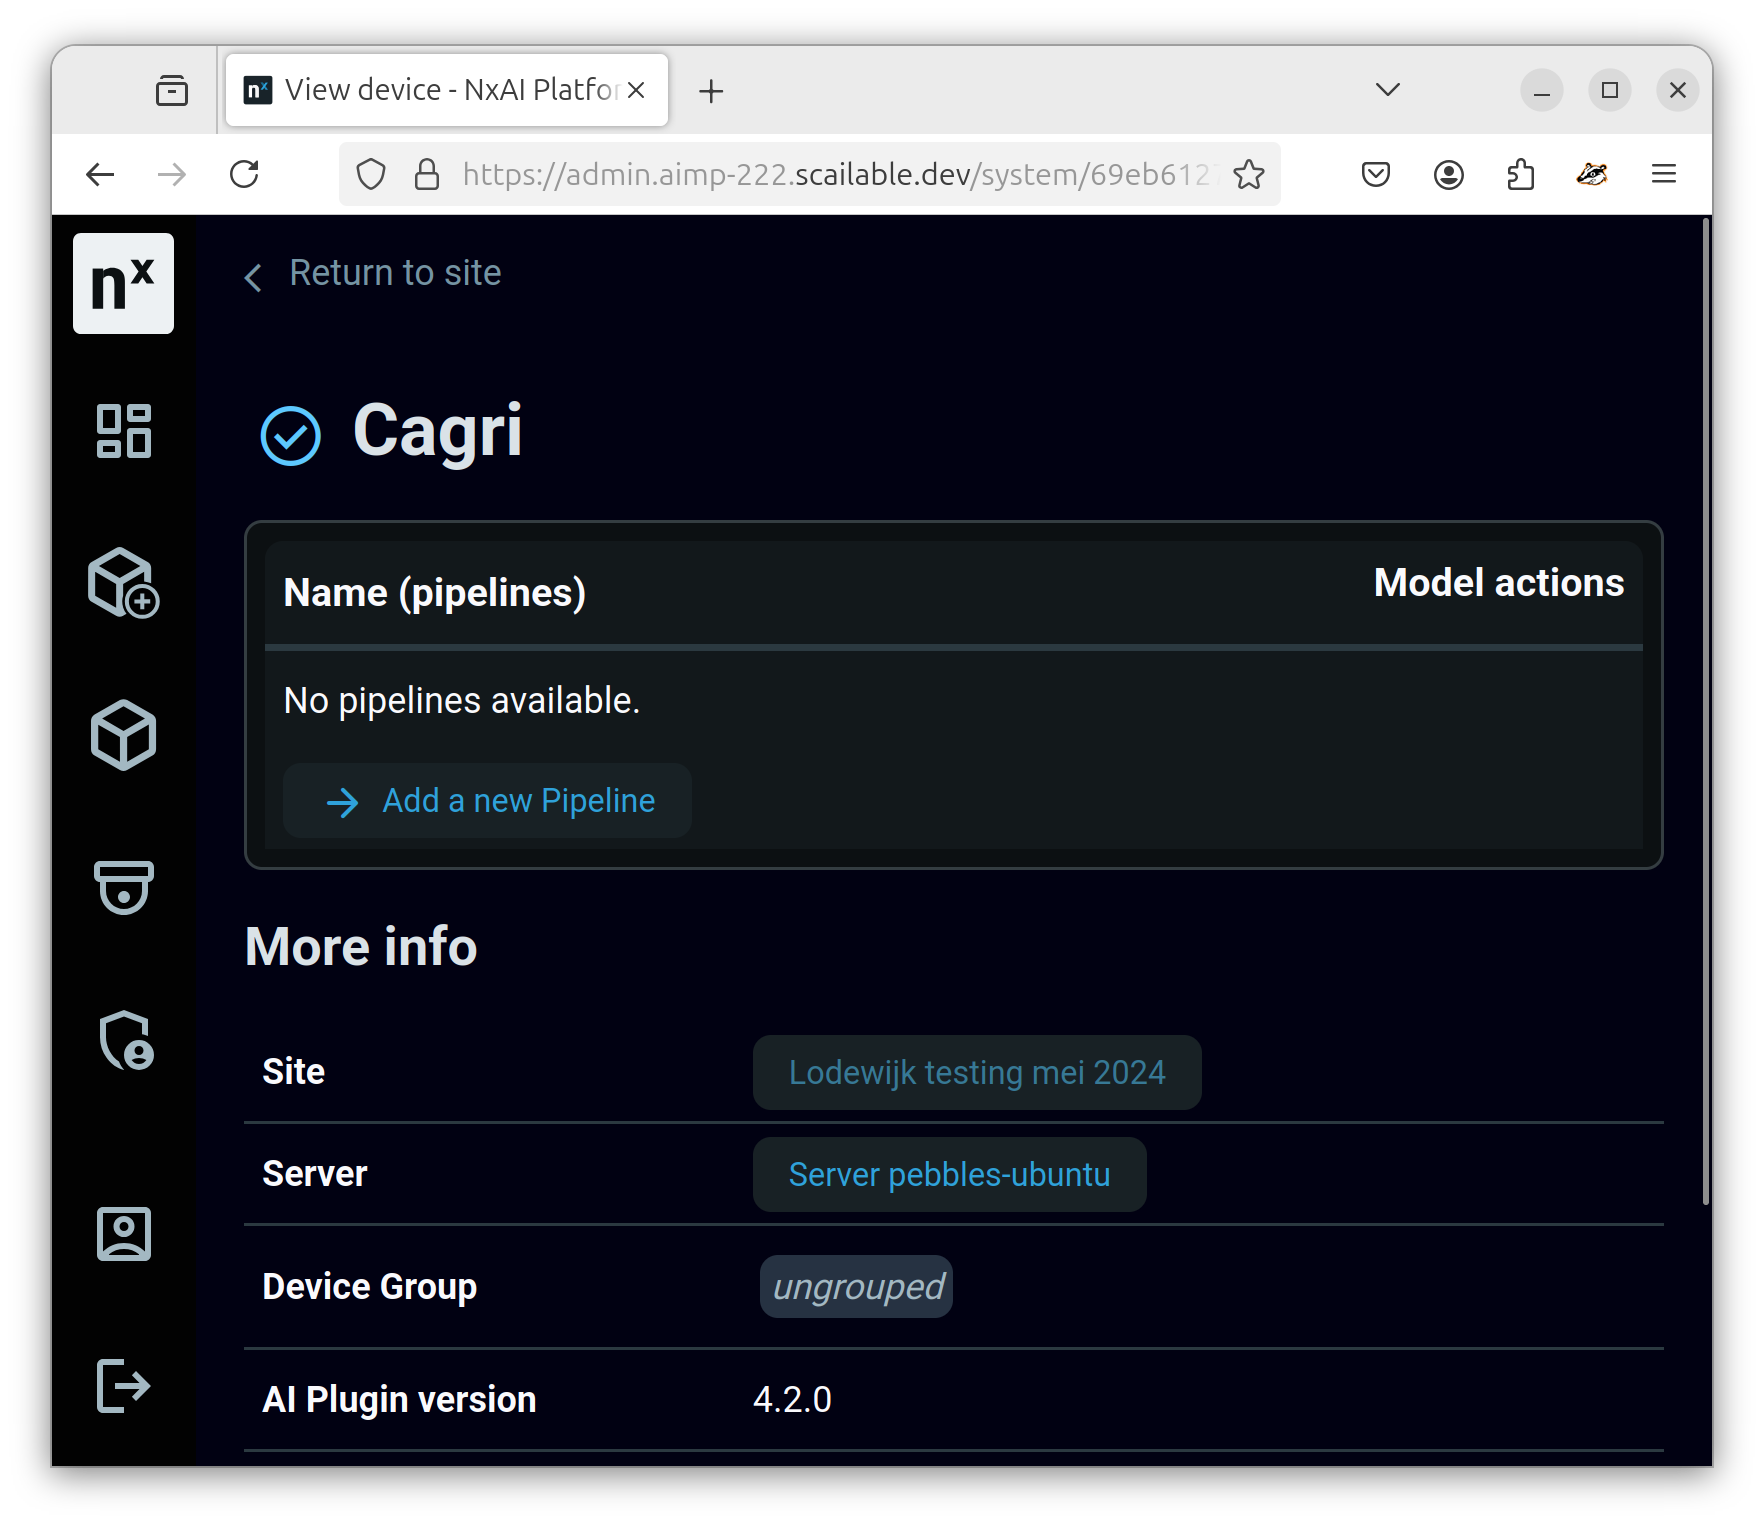 View device - NxAI Platfor
https://admin.aimp-222.scailable.dev/system/69eb6127
nx
Return to site
Cagri
Name (pipelines)
Model actions
No pipelines available.
Add a new Pipeline
More info
Site
Lodewijk testing mei 2024
Server
Server pebbles-ubuntu
Device Group
ungrouped
AI Plugin version
4.2.0